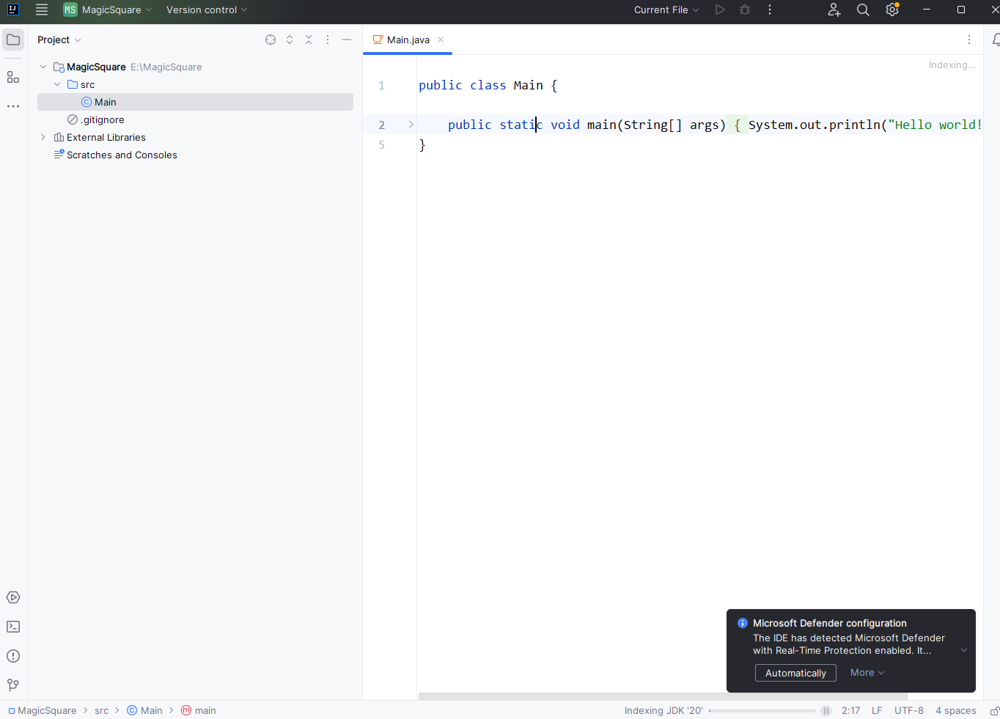 MS MagicSquare Version control Current File
Project
Main.java
MagicSquare E:\MagicSquare
src
Main
.gitignore
External Libraries
Scratches and Consoles
Indexing...
1 public class Main {
2 public static void main(String[] args) { System.out.println("Hello world!
5 }
Microsoft Defender configuration
The IDE has detected Microsoft Defender
with Real-Time Protection enabled. It...
Automatically More
MagicSquare > src > Main > main Indexing JDK '20' 2:17 LF UTF-8 4 spaces